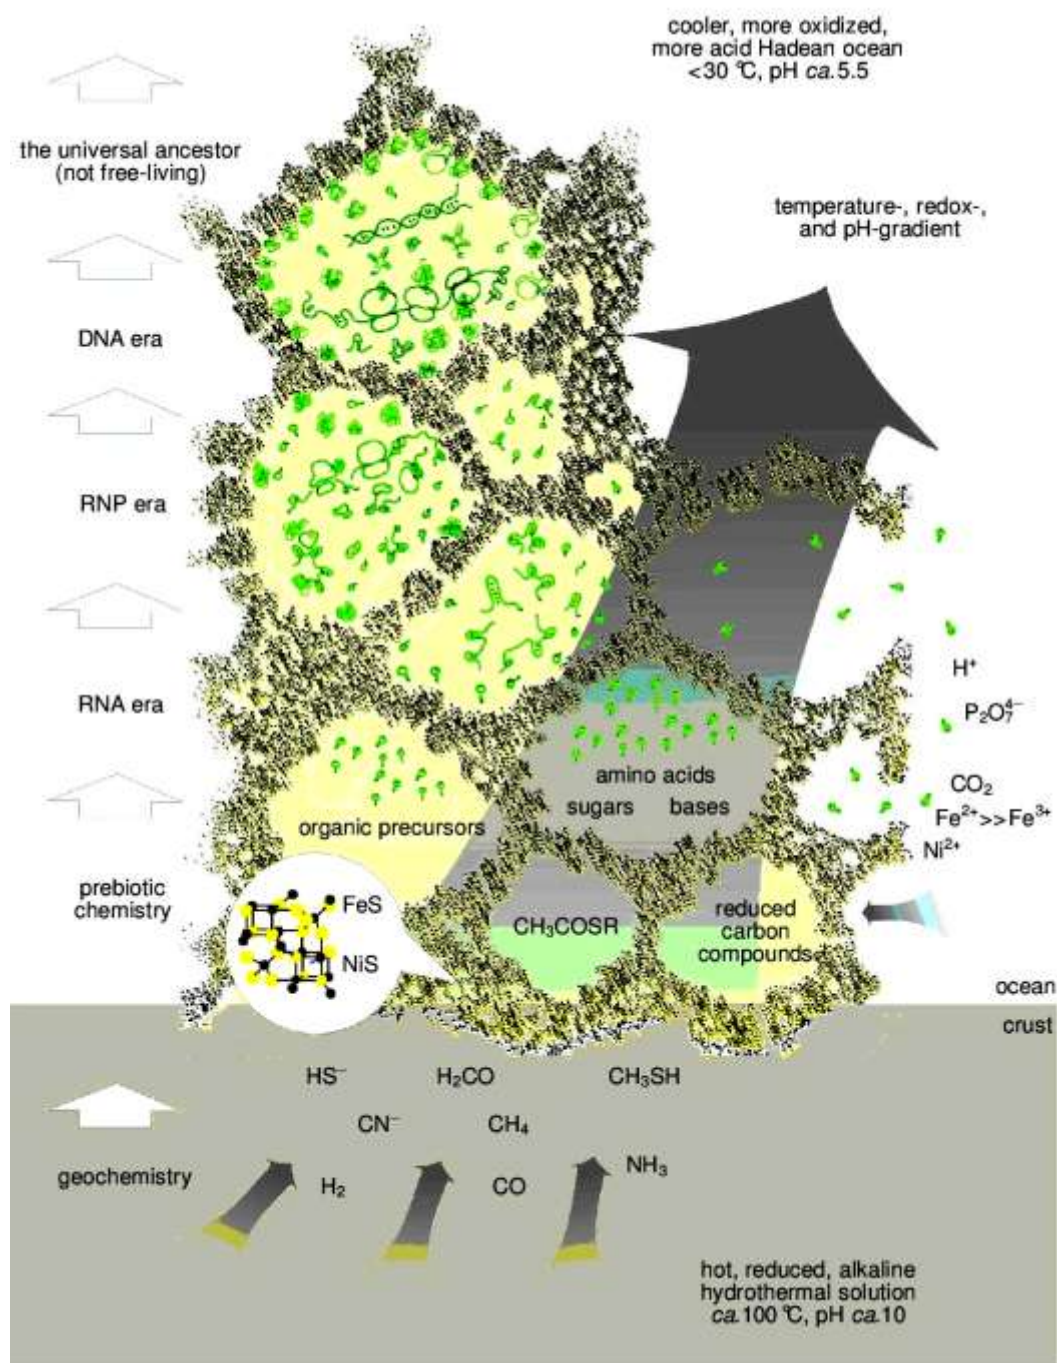 cooler, more oxidized,
more acid Hadean ocean
<30 °C, pH ca.5.5
the universal ancestor
(not free-living)
temperature-, redox-,
and pH-gradient
DNA era
RNP era
RNA era
H⁺
P₂O₇⁴⁻
amino acids
sugars bases
CO₂
Fe²⁺>>Fe³⁺
Ni²⁺
organic precursors
prebiotic
chemistry
FeS
NiS
CH₃COSR
reduced
carbon
compounds
ocean
crust
HS⁻ H₂CO CH₃SH
CN⁻ CH₄
geochemistry
H₂ CO NH₃
hot, reduced, alkaline
hydrothermal solution
ca.100 °C, pH ca.10